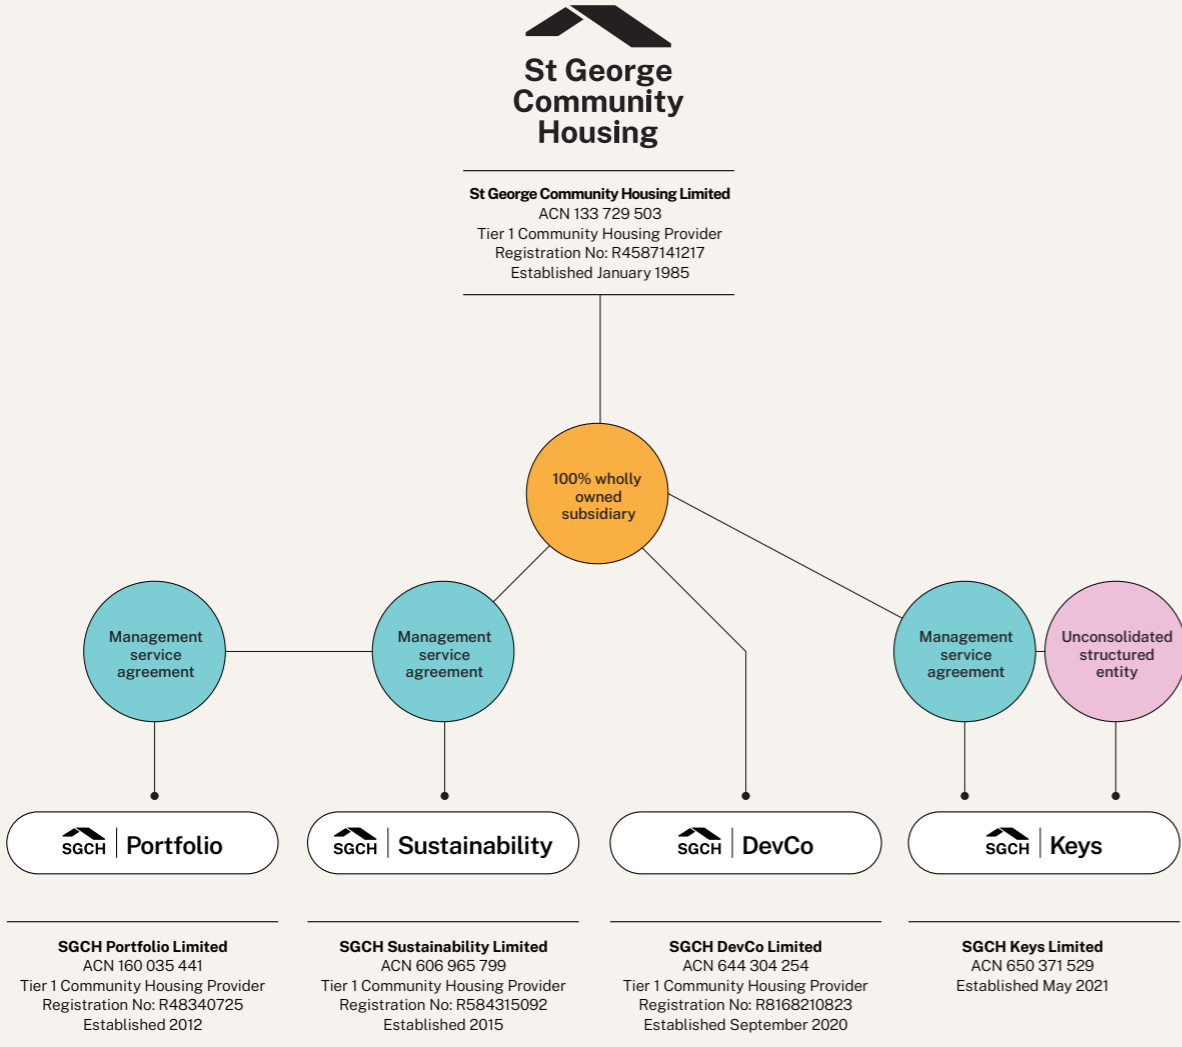 St George
Community
Housing
St George Community Housing Limited
ACN 133 729 503
Tier 1 Community Housing Provider
Registration No: R4587141217
Established January 1985
100% wholly
owned
subsidiary
Management
service
agreement
Management
service
agreement
Management
service
agreement
Unconsolidated
structured
entity
SGCH | Portfolio
SGCH | Sustainability
SGCH | DevCo
SGCH | Keys
SGCH Portfolio Limited
ACN 160 035 441
Tier 1 Community Housing Provider
Registration No: R48340725
Established 2012
SGCH Sustainability Limited
ACN 606 965 799
Tier 1 Community Housing Provider
Registration No: R584315092
Established 2015
SGCH DevCo Limited
ACN 644 304 254
Tier 1 Community Housing Provider
Registration No: R8168210823
Established September 2020
SGCH Keys Limited
ACN 650 371 529
Established May 2021